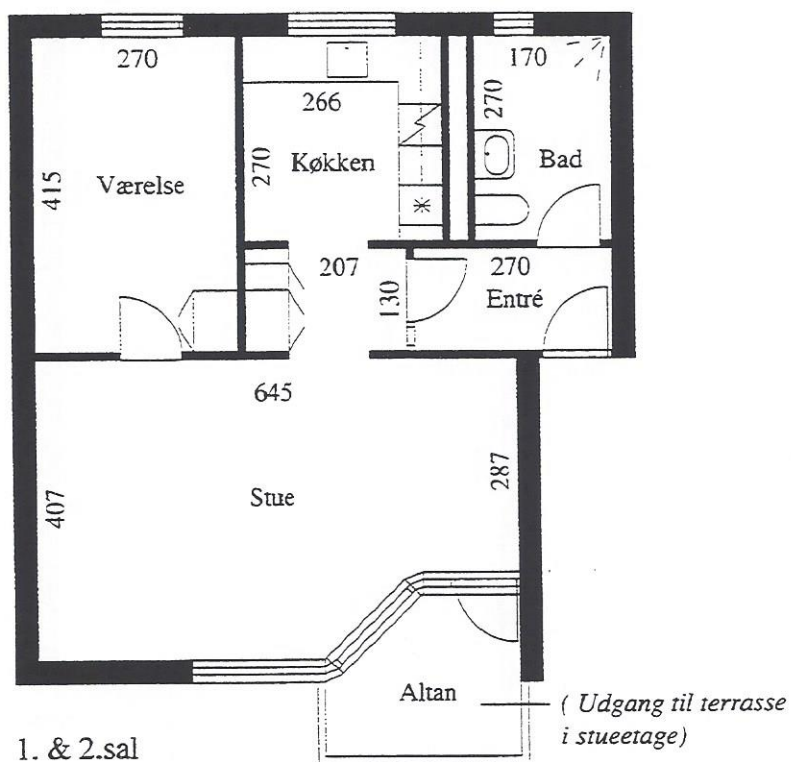 270
266
170
270
415
Værelse
270
Køkken
Bad
207
130
270
Entré
645
407
Stue
287
Altan
( Udgang til terrasse
i stueetage)
1. & 2.sal